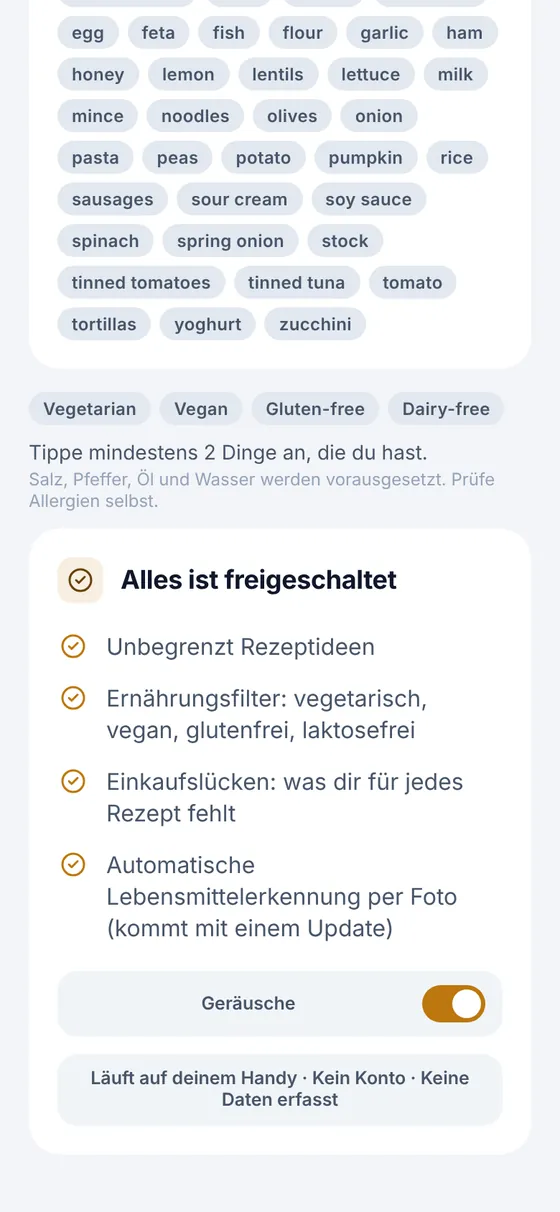 egg feta fish flour garlic ham
honey lemon lentils lettuce milk
mince noodles olives onion
pasta peas potato pumpkin rice
sausages sour cream soy sauce
spinach spring onion stock
tinned tomatoes tinned tuna tomato
tortillas yoghurt zucchini
Vegetarian Vegan Gluten-free Dairy-free
Tippe mindestens 2 Dinge an, die du hast.
Salz, Pfeffer, Öl und Wasser werden vorausgesetzt. Prüfe
Allergien selbst.
Alles ist freigeschaltet
Unbegrenzt Rezeptideen
Ernährungsfilter: vegetarisch,
vegan, glutenfrei, laktosefrei
Einkaufslücken: was dir für jedes
Rezept fehlt
Automatische
Lebensmittelerkennung per Foto
(kommt mit einem Update)
Geräusche
Läuft auf deinem Handy · Kein Konto · Keine
Daten erfasst